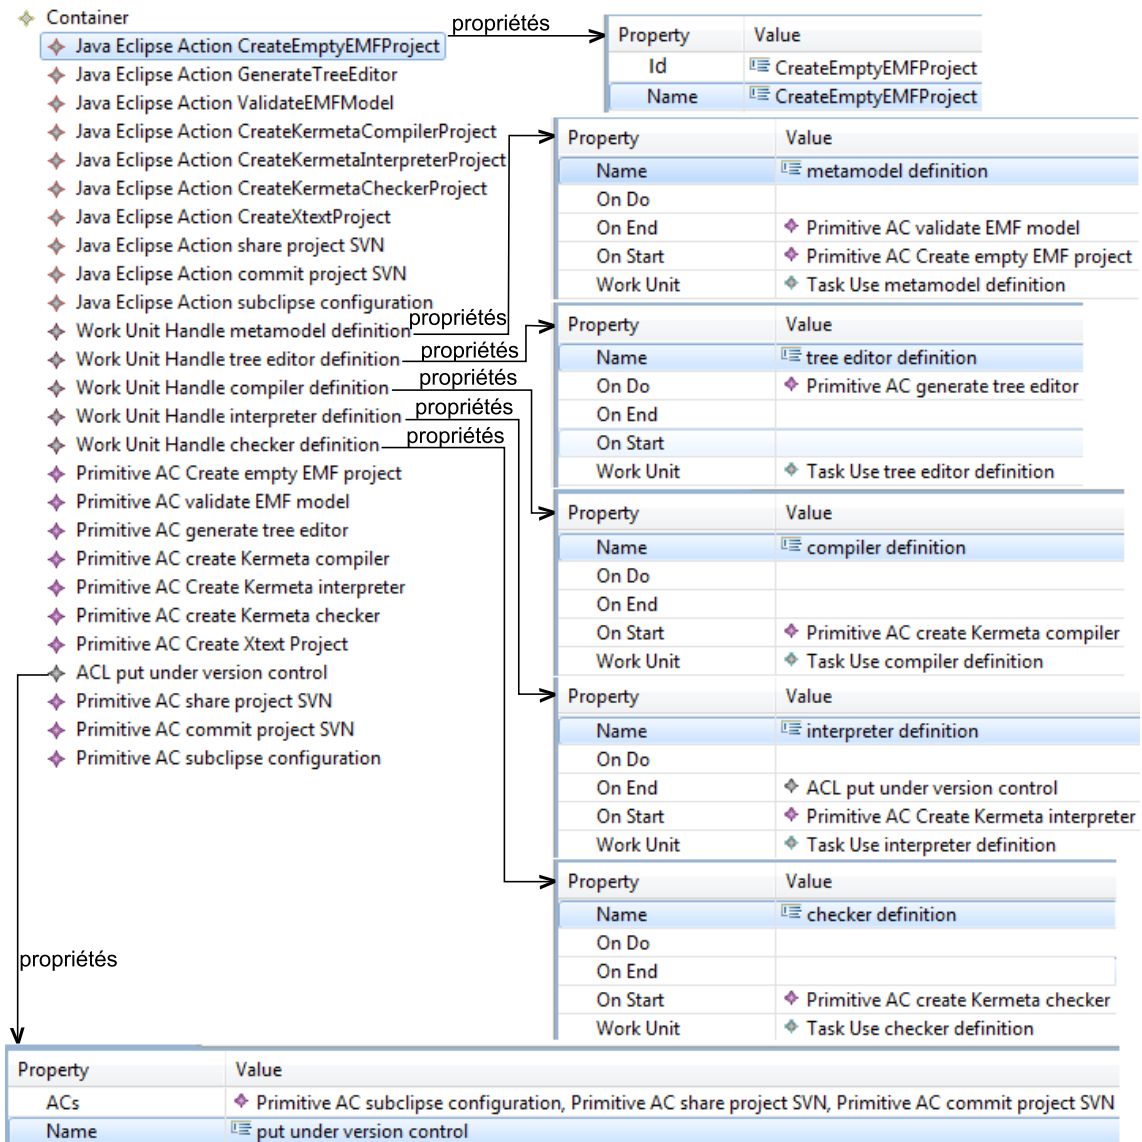 Container
Java Eclipse Action CreateEmptyEMFProject
Java Eclipse Action GenerateTreeEditor
Java Eclipse Action ValidateEMFModel
Java Eclipse Action CreateKermetaCompilerProject
Java Eclipse Action CreateKermetaInterpreterProject
Java Eclipse Action CreateKermetaCheckerProject
Java Eclipse Action CreateXtextProject
Java Eclipse Action share project SVN
Java Eclipse Action commit project SVN
Java Eclipse Action subclipse configuration
Work Unit Handle metamodel definition
Work Unit Handle tree editor definition
Work Unit Handle compiler definition
Work Unit Handle interpreter definition
Work Unit Handle checker definition
Primitive AC Create empty EMF project
Primitive AC validate EMF model
Primitive AC generate tree editor
Primitive AC create Kermeta compiler
Primitive AC Create Kermeta interpreter
Primitive AC create Kermeta checker
Primitive AC Create Xtext Project
ACL put under version control
Primitive AC share project SVN
Primitive AC commit project SVN
Primitive AC subclipse configuration
propriétés
Property Value
Id CreateEmptyEMFProject
Name CreateEmptyEMFProject
propriétés
Property Value
Name metamodel definition
On Do
On End Primitive AC validate EMF model
On Start Primitive AC Create empty EMF project
Work Unit Task Use metamodel definition
propriétés
Property Value
Name tree editor definition
On Do Primitive AC generate tree editor
On End
On Start
Work Unit Task Use tree editor definition
propriétés
Property Value
Name compiler definition
On Do
On End
On Start Primitive AC create Kermeta compiler
Work Unit Task Use compiler definition
propriétés
Property Value
Name interpreter definition
On Do
On End ACL put under version control
On Start Primitive AC Create Kermeta interpreter
Work Unit Task Use interpreter definition
propriétés
Property Value
Name checker definition
On Do
On End
On Start Primitive AC create Kermeta checker
Work Unit Task Use checker definition
propriétés
Property Value
ACs Primitive AC subclipse configuration, Primitive AC share project SVN, Primitive AC commit project SVN
Name put under version control